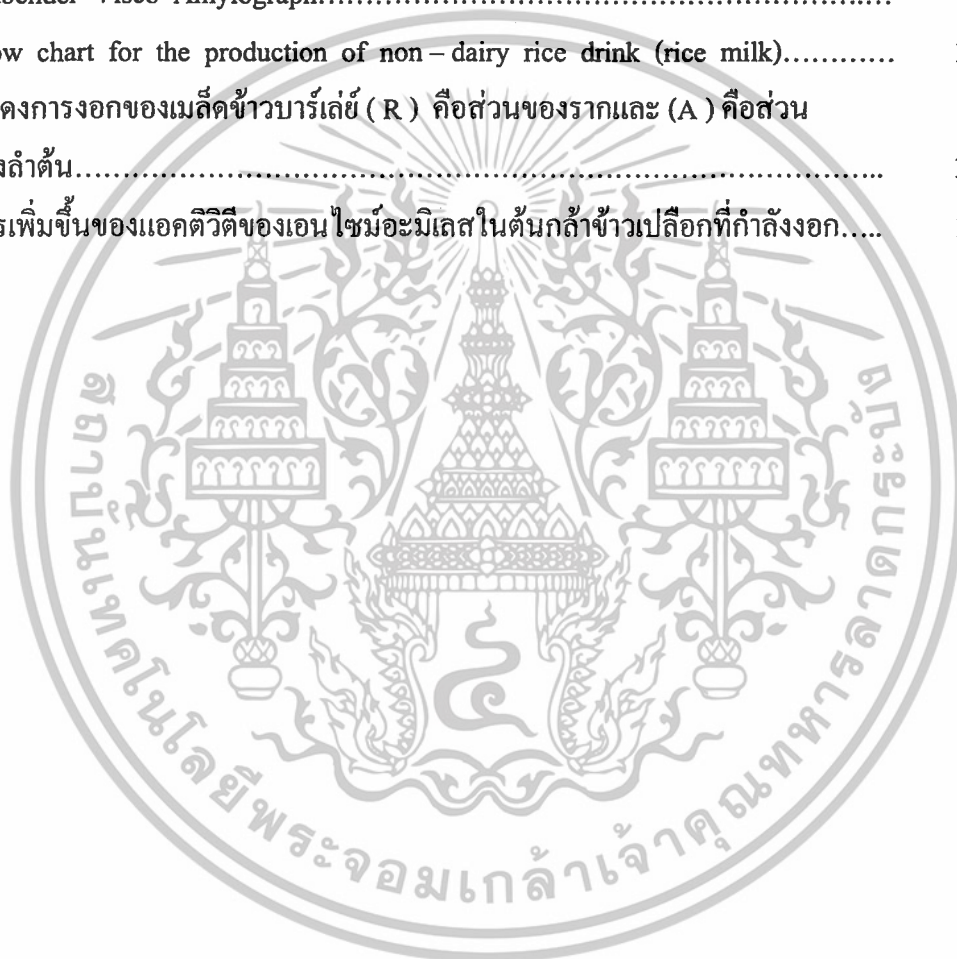 Visco-Amylograph
ow chart for the production of non – dairy rice drink (rice milk)............
ดงการงอกของเมล็ดข้าวบาร์เล่ย์ ( R ) คือส่วนของรากและ (A ) คือส่วน
งลำต้น
รเพิ่มขึ้นของแอคติวิตีของเอนไซม์อะมิเลสในต้นกล้าข้าวเปลือกที่กำลังงอก.....
สถาบันเทคโนโลยีพระจอมเกล้าเจ้าคุณทหารลาดกระบัง